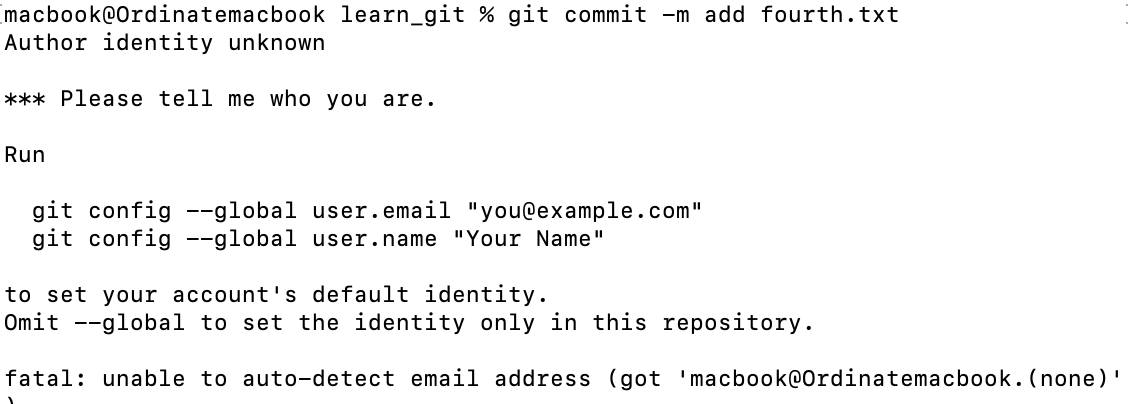 macbook@Ordinatemacbook learn_git % git commit -m add fourth.txt
Author identity unknown
*** Please tell me who you are.
Run
git config --global user.email "you@example.com"
git config --global user.name "Your Name"
to set your account's default identity.
Omit --global to set the identity only in this repository.
fatal: unable to auto-detect email address (got 'macbook@Ordinatemacbook.(none)'
)